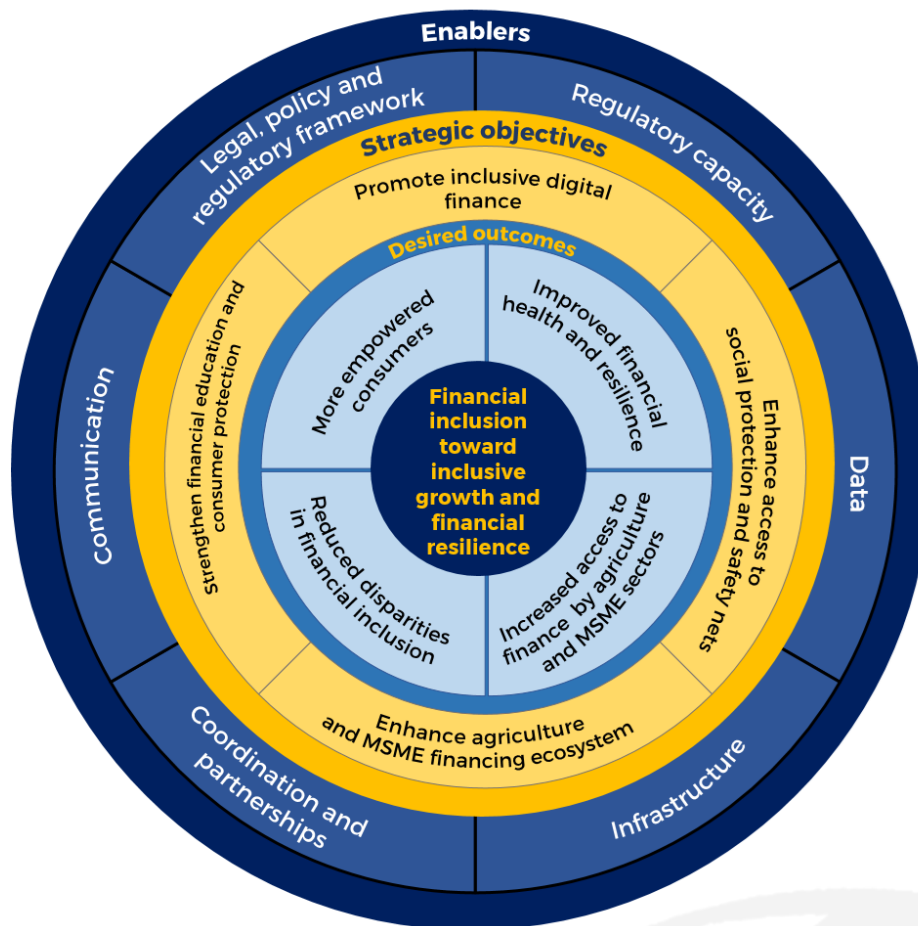 Enablers
Legal, policy and
regulatory framework
Regulatory capacity
Data
Infrastructure
Coordination and
partnerships
Communication
Strategic objectives
Promote inclusive digital
finance
Enhance access to
social protection and safety nets
Enhance agriculture
and MSME financing ecosystem
Strengthen financial education and
consumer protection
Desired outcomes
More empowered
consumers
Improved financial
health and resilience
Increased access to
finance by agriculture
and MSME sectors
Reduced disparities
in financial inclusion
Financial
inclusion
toward
inclusive
growth and
financial
resilience